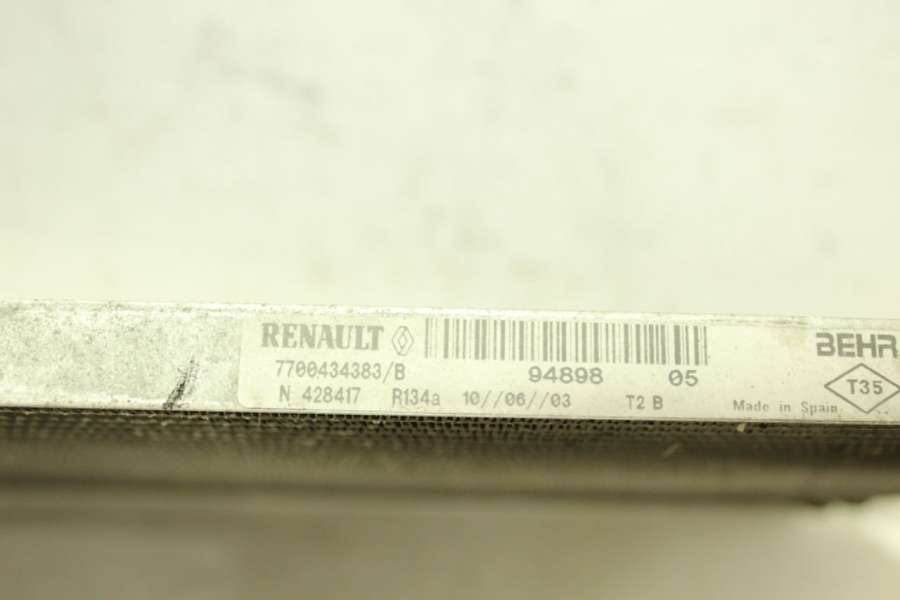 RENAULT
7700434383/B 94898 05
N 428417 R134a 10//06//03 T2 B
Made in Spain
BEHR
T35